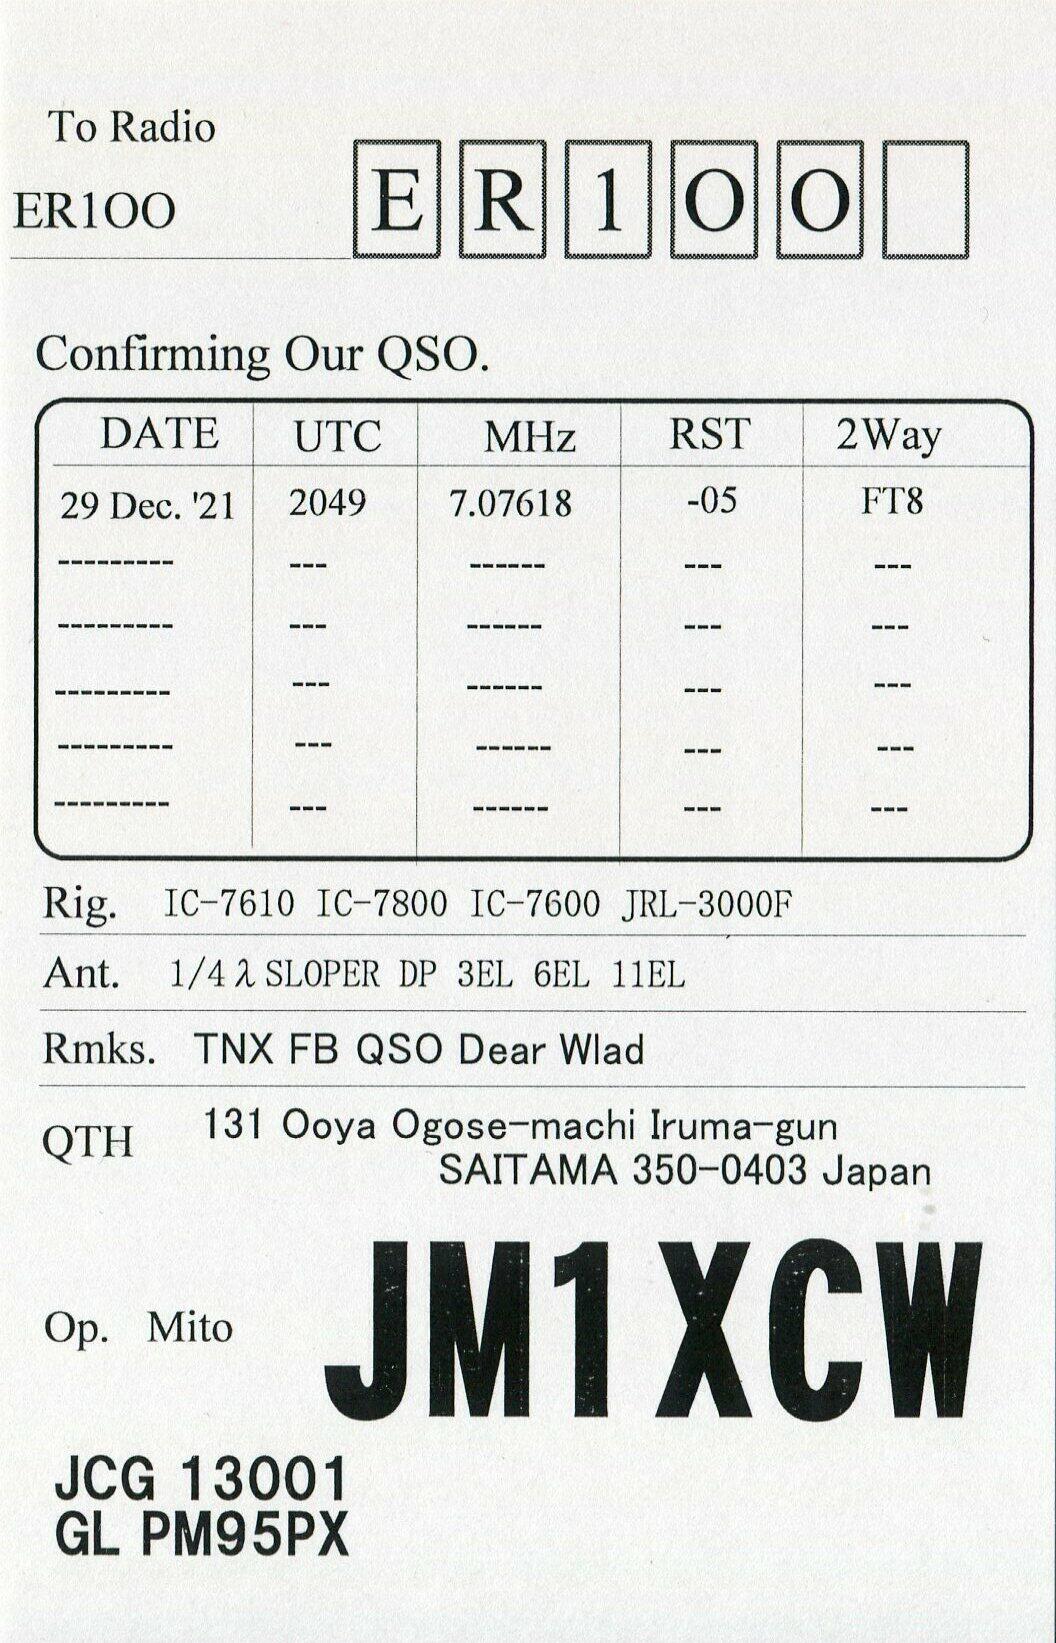 To Radio
ER1OO
E R 1 O O
Confirming Our QSO.
DATE UTC MHz RST 2Way
29 Dec. '21 2049 7.07618 -05 FT8
--------- --- ------ --- ---
--------- --- ------ --- ---
--------- --- ------ --- ---
--------- --- ------ --- ---
--------- --- ------ --- ---
Rig. IC-7610 IC-7800 IC-7600 JRL-3000F
Ant. 1/4λSLOPER DP 3EL 6EL 11EL
Rmks. TNX FB QSO Dear Wlad
QTH 131 Ooya Ogose-machi Iruma-gun
SAITAMA 350-0403 Japan
Op. Mito JM1XCW
JCG 13001
GL PM95PX